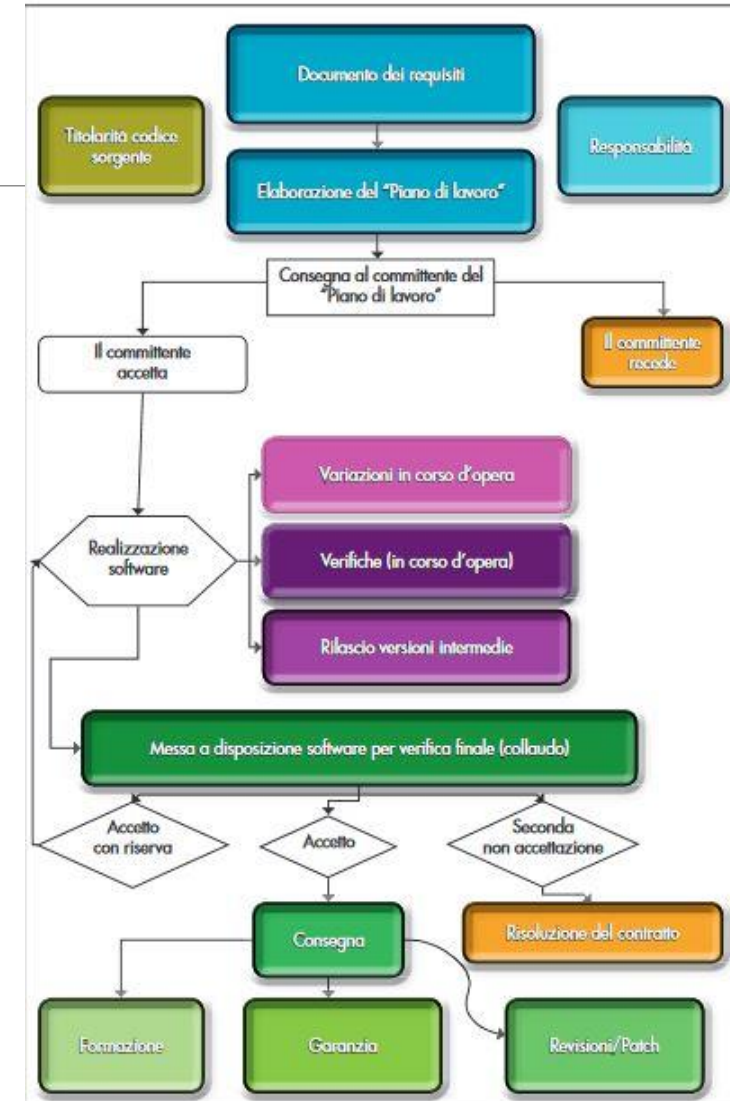 Documento dei requisiti
Titolarità codice
sorgente
Responsabilità
Elaborazione del "Piano di lavoro"
Consegna al committente del
"Piano di lavoro"
Il committente
accetta
Il committente
recede
Variazioni in corso d'opera
Realizzazione
software
Verifiche (in corso d'opera)
Rilascio versioni intermedie
Messa a disposizione software per verifica finale (collaudo)
Accetto
con riserva
Accetto
Seconda
non accettazione
Consegna
Risoluzione del contratto
Formazione
Garanzia
Revisioni/Patch